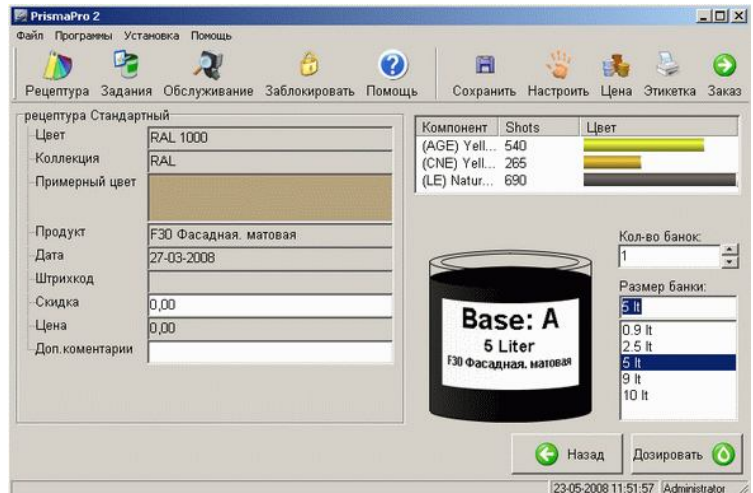 PrismaPro 2
Файл Программы Установка Помощь
Рецептура Задания Обслуживание Заблокировать Помощь Сохранить Настроить Цена Этикетка Заказ
рецептура Стандартный
Цвет RAL 1000
Коллекция RAL
Примерный цвет
Продукт F30 Фасадная. матовая
Дата 27-03-2008
Штрихкод
Скидка 0,00
Цена 0,00
Доп.коментарии
Компонент Shots Цвет
(AGE) Yell... 540
(CNE) Yell... 265
(LE) Natur... 690
Base: A
5 Liter
F30 Фасадная. матовая
Кол-во банок:
1
Размер банки:
5 lt
0.9 lt
2.5 lt
5 lt
9 lt
10 lt
Назад Дозировать
23-05-2008 11:51:57 Administrator